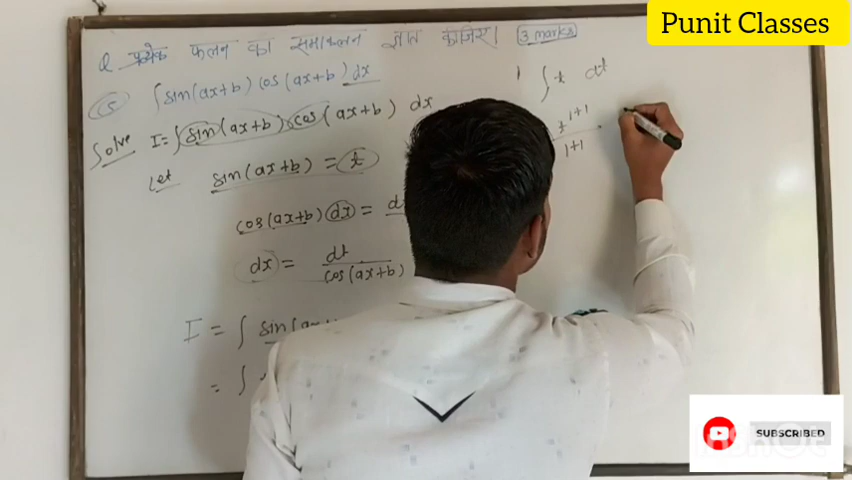 Punit Classes
Q प्रत्येक फलन का समाकलन ज्ञात कीजिए। 3 marks
(5) ∫ sin(ax+b) cos(ax+b) dx
Solve I = ∫ sin(ax+b) cos(ax+b) dx
Let sin(ax+b) = t
cos(ax+b) dx =
dx = dt / cos(ax+b)
I = ∫ sin(
= ∫
∫ t dt
t^1+1 / 1+1
SUBSCRIBED